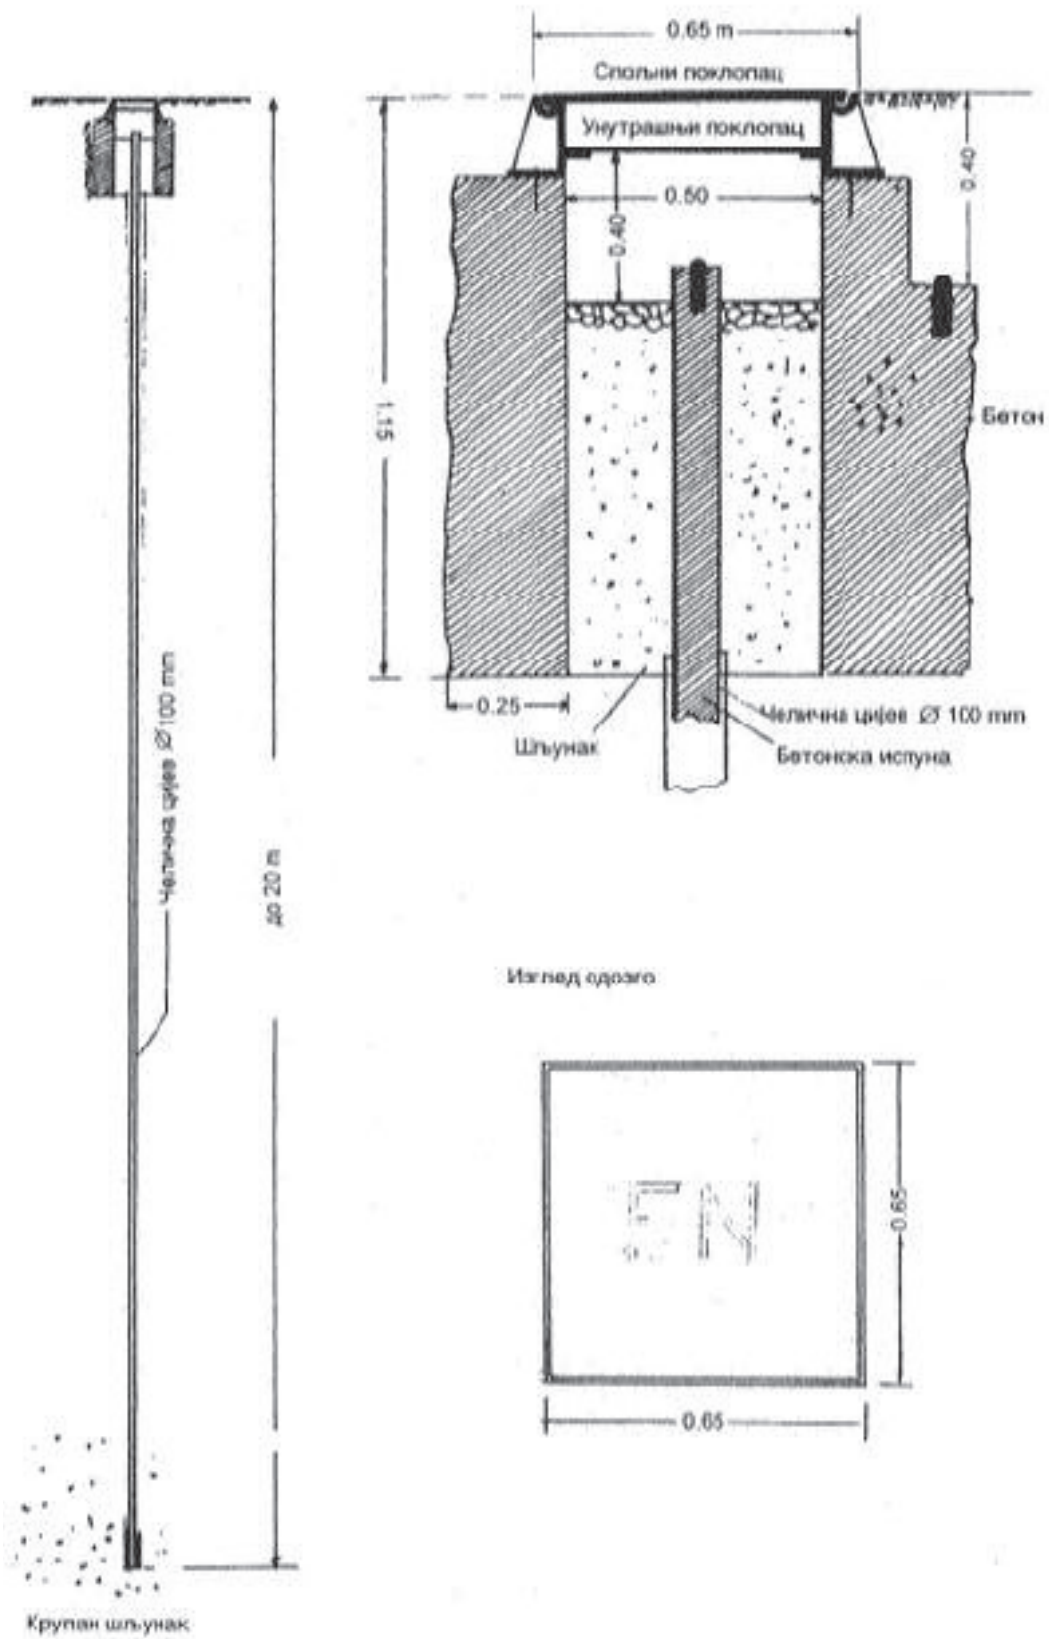 0.65 m
Спољни поклопац
Унутрашњи поклопац
0.50
0.40
0.40
1.15
Бетон
0.25
Шљунак
Челична цијев Ø 100 mm
Бетонска испуна
Челична цијев Ø 100 mm
до 20 m
Изглед одозго
0.65
0.65
Крупан шљунак